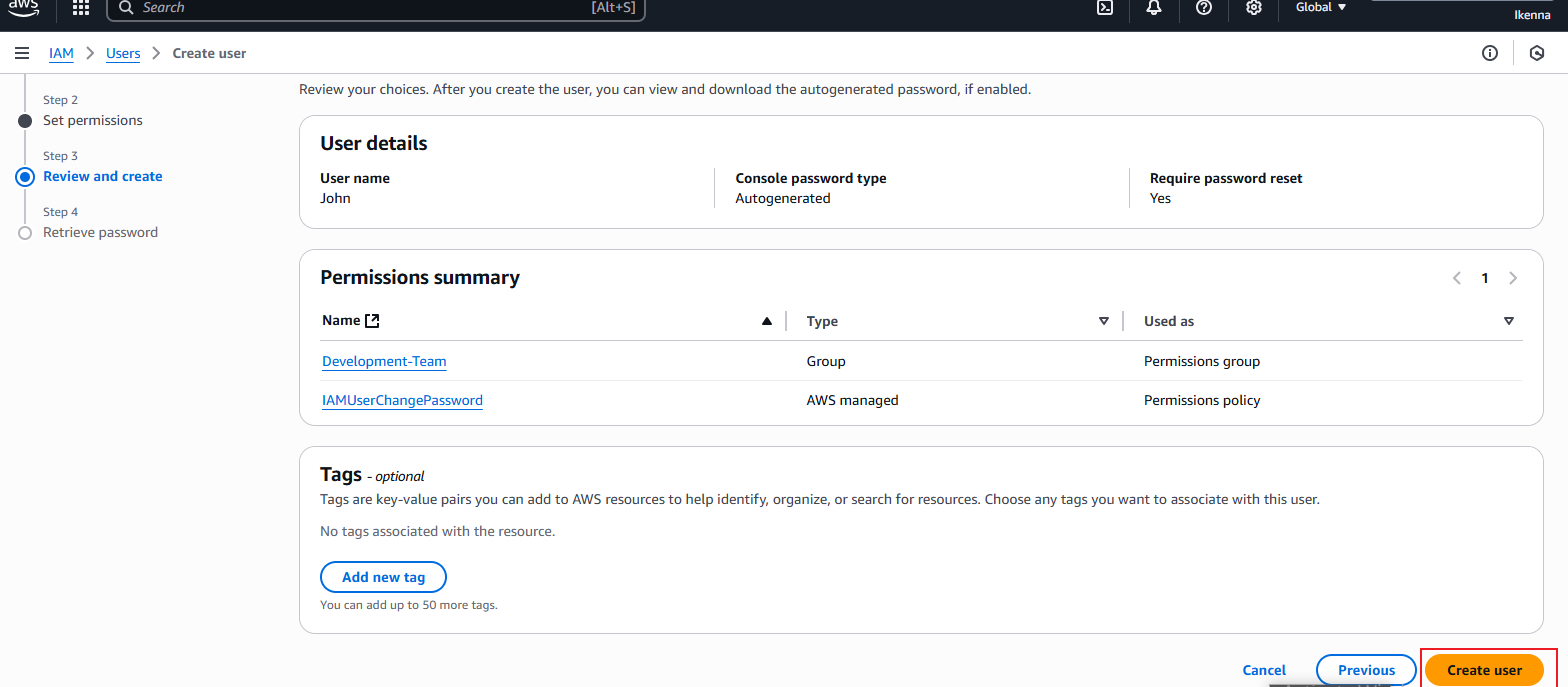 aws
Search [Alt+S]
Global
Ikenna
IAM Users Create user
Step 2
Set permissions
Step 3
Review and create
Step 4
Retrieve password
Review your choices. After you create the user, you can view and download the autogenerated password, if enabled.
User details
User name Console password type Require password reset
John Autogenerated Yes
Permissions summary 1
Name Type Used as
Development-Team Group Permissions group
IAMUserChangePassword AWS managed Permissions policy
Tags - optional
Tags are key-value pairs you can add to AWS resources to help identify, organize, or search for resources. Choose any tags you want to associate with this user.
No tags associated with the resource.
Add new tag
You can add up to 50 more tags.
Cancel Previous Create user